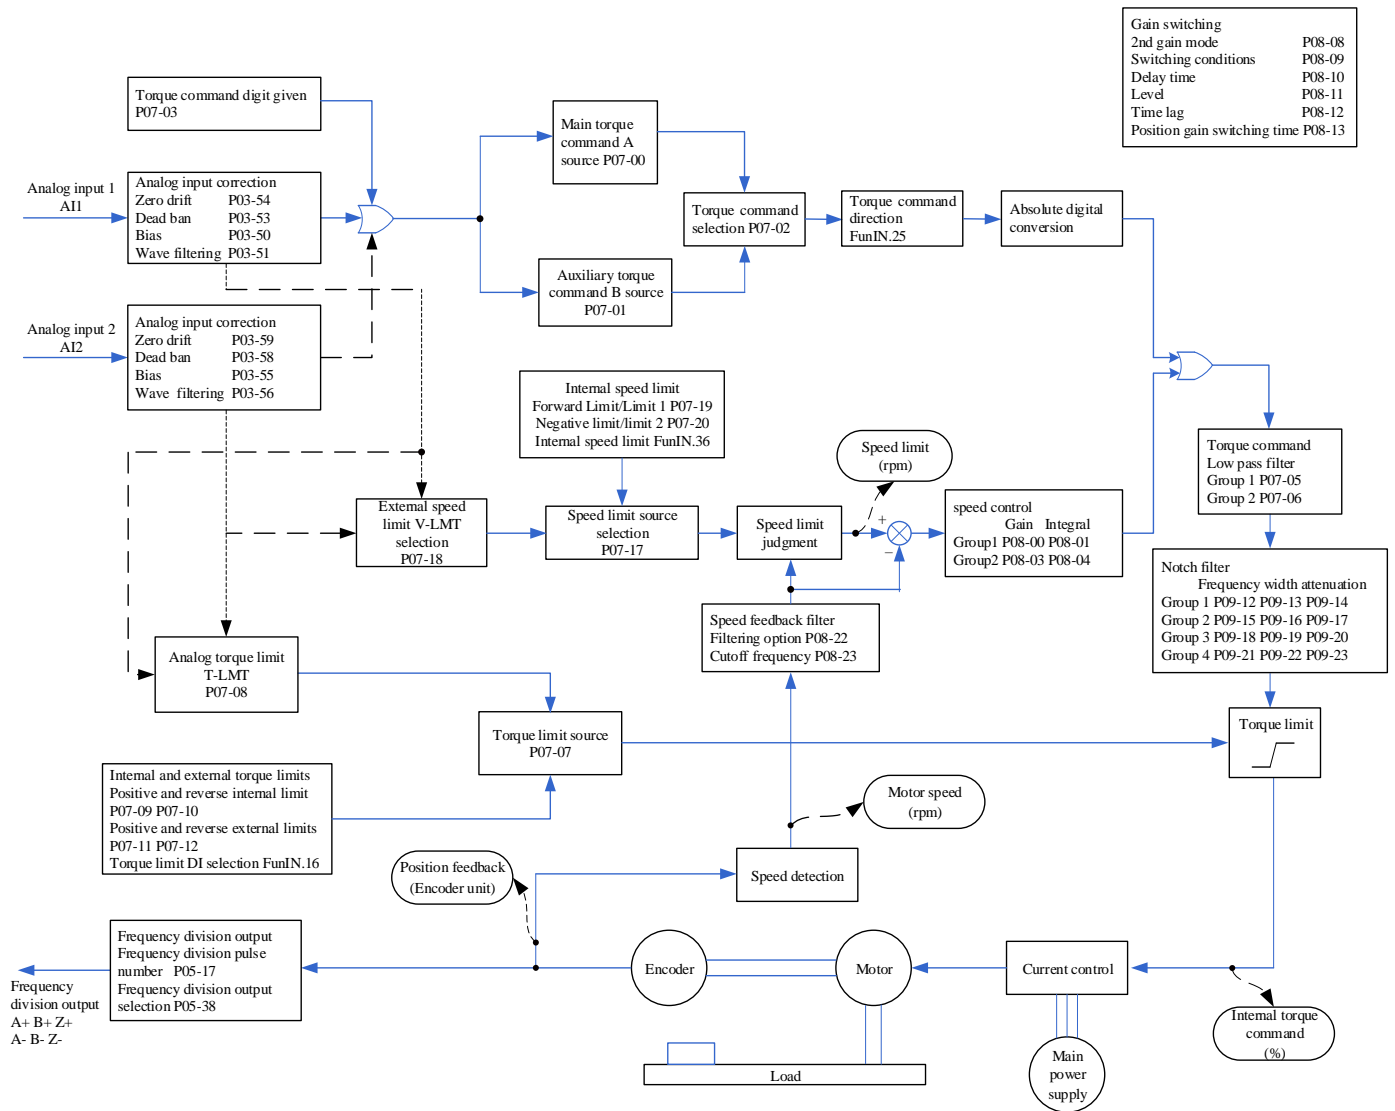 Gain switching
2nd gain mode P08-08
Switching conditions P08-09
Delay time P08-10
Level P08-11
Time lag P08-12
Position gain switching time P08-13
Torque command digit given
P07-03
Main torque
command A
source P07-00
Analog input 1
AI1
Analog input correction
Zero drift P03-54
Dead ban P03-53
Bias P03-50
Wave filtering P03-51
Torque command
selection P07-02
Torque command
direction
FunIN.25
Absolute digital
conversion
Auxiliary torque
command B source
P07-01
Analog input 2
AI2
Analog input correction
Zero drift P03-59
Dead ban P03-58
Bias P03-55
Wave filtering P03-56
Internal speed limit
Forward Limit/Limit 1 P07-19
Negative limit/limit 2 P07-20
Internal speed limit FunIN.36
Speed limit
(rpm)
Torque command
Low pass filter
Group 1 P07-05
Group 2 P07-06
External speed
limit V-LMT
selection
P07-18
Speed limit source
selection
P07-17
Speed limit
judgment
+
−
speed control
Gain Integral
Group1 P08-00 P08-01
Group2 P08-03 P08-04
Notch filter
Frequency width attenuation
Group 1 P09-12 P09-13 P09-14
Group 2 P09-15 P09-16 P09-17
Group 3 P09-18 P09-19 P09-20
Group 4 P09-21 P09-22 P09-23
Speed feedback filter
Filtering option P08-22
Cutoff frequency P08-23
Analog torque limit
T-LMT
P07-08
Torque limit source
P07-07
Torque limit
Internal and external torque limits
Positive and reverse internal limit
P07-09 P07-10
Positive and reverse external limits
P07-11 P07-12
Torque limit DI selection FunIN.16
Motor speed
(rpm)
Position feedback
(Encoder unit)
Speed detection
Frequency division output
Frequency division pulse
number P05-17
Frequency division output
selection P05-38
Frequency
division output
A+ B+ Z+
A- B- Z-
Encoder
Motor
Current control
Internal torque
command
(%)
Main
power
supply
Load